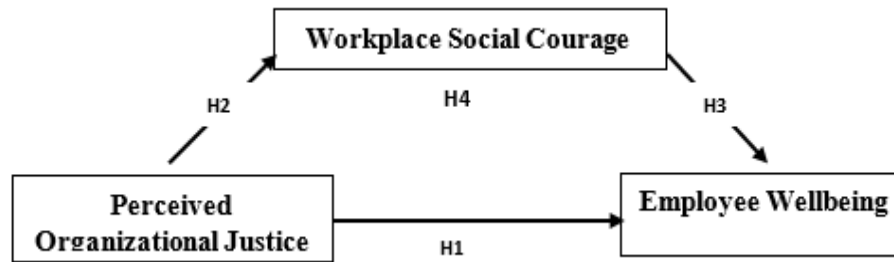 Workplace Social Courage
H2
H4
H3
Perceived
Organizational Justice
Employee Wellbeing
H1